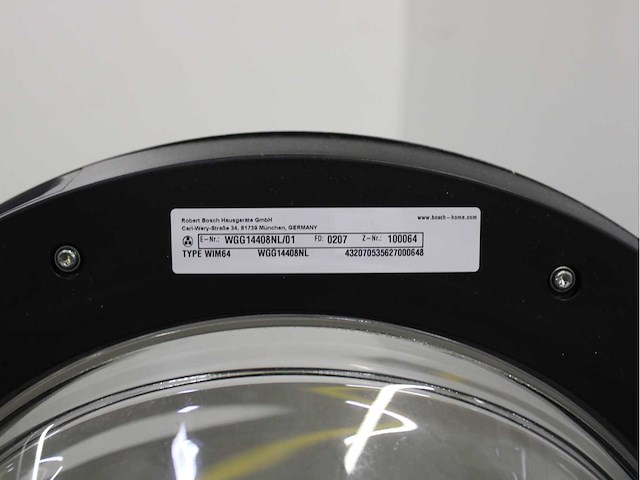 Robert Bosch Hausgeräte GmbH www.bosch-home.com
Carl-Wery-Straße 34, 81739 München, GERMANY
E-Nr.: WGG14408NL/01 FD: 0207 Z-Nr.: 100064
TYPE WIM64 WGG14408NL 432070535627000648